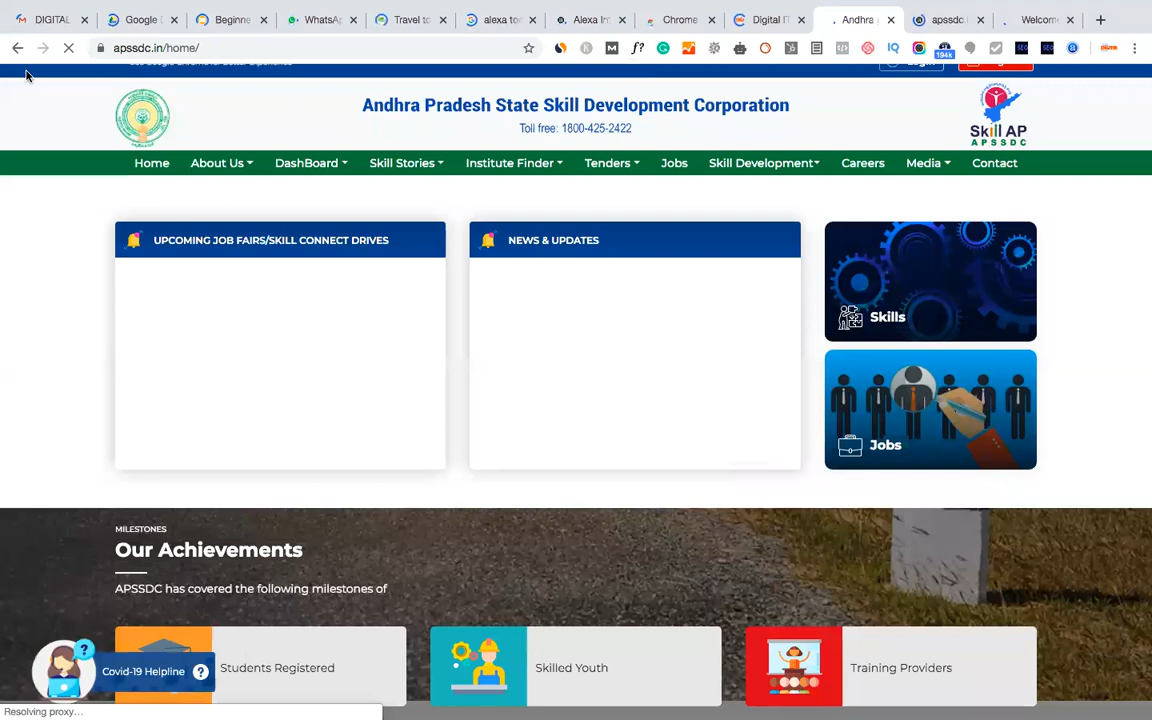 DIGITAL
Google D
Beginne
WhatsAp
Travel to
alexa too
Alexa Int
Chrome
Digital IT
Andhra
apssdc.i
Welcome
apssdc.in/home/
194k
Andhra Pradesh State Skill Development Corporation
Toll free: 1800-425-2422
Skill AP
APSSDC
Home About Us DashBoard Skill Stories Institute Finder Tenders Jobs Skill Development Careers Media Contact
UPCOMING JOB FAIRS/SKILL CONNECT DRIVES
NEWS & UPDATES
Skills
Jobs
MILESTONES
Our Achievements
APSSDC has covered the following milestones of
Students Registered
Skilled Youth
Training Providers
Covid-19 Helpline
Resolving proxy...